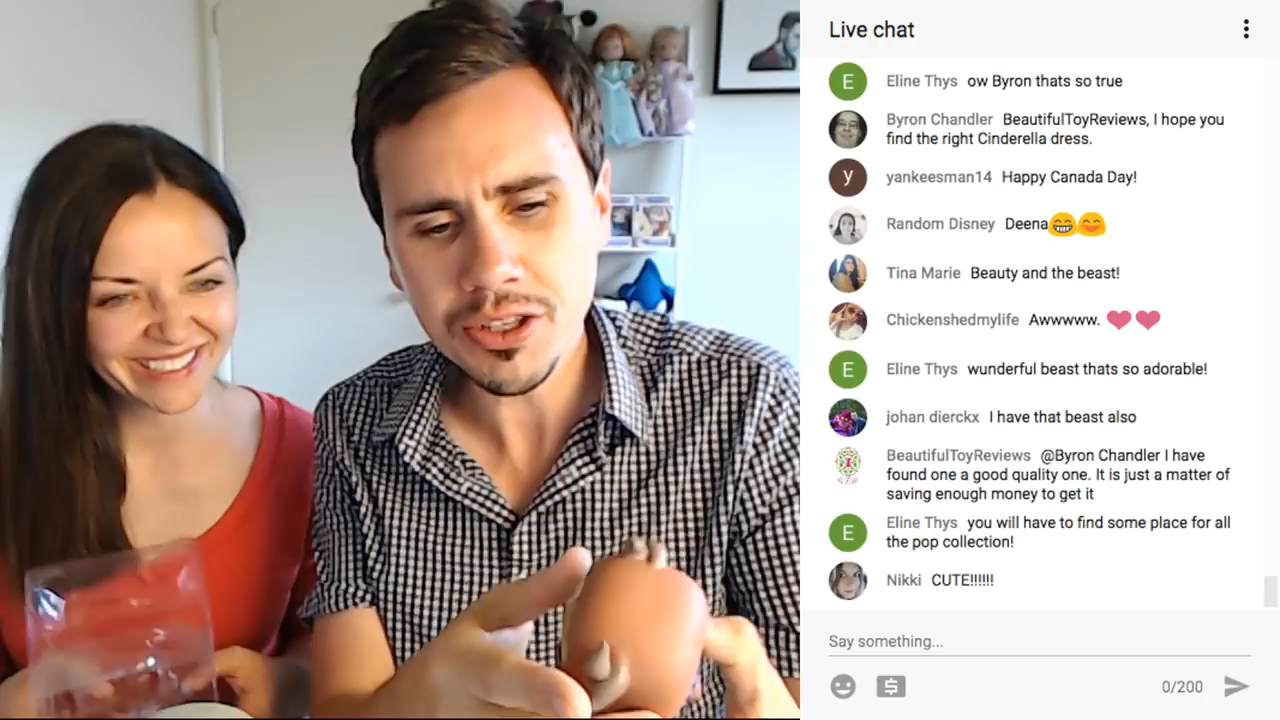 Live chat
E Eline Thys ow Byron thats so true
Byron Chandler BeautifulToyReviews, I hope you
find the right Cinderella dress.
y yankeesman14 Happy Canada Day!
Random Disney Deena😂😊
Tina Marie Beauty and the beast!
Chickenshedmylife Awwwww. ❤❤
E Eline Thys wunderful beast thats so adorable!
johan dierckx I have that beast also
BeautifulToyReviews @Byron Chandler I have
found one a good quality one. It is just a matter of
saving enough money to get it
E Eline Thys you will have to find some place for all
the pop collection!
Nikki CUTE!!!!!!
Say something...
$ 0/200